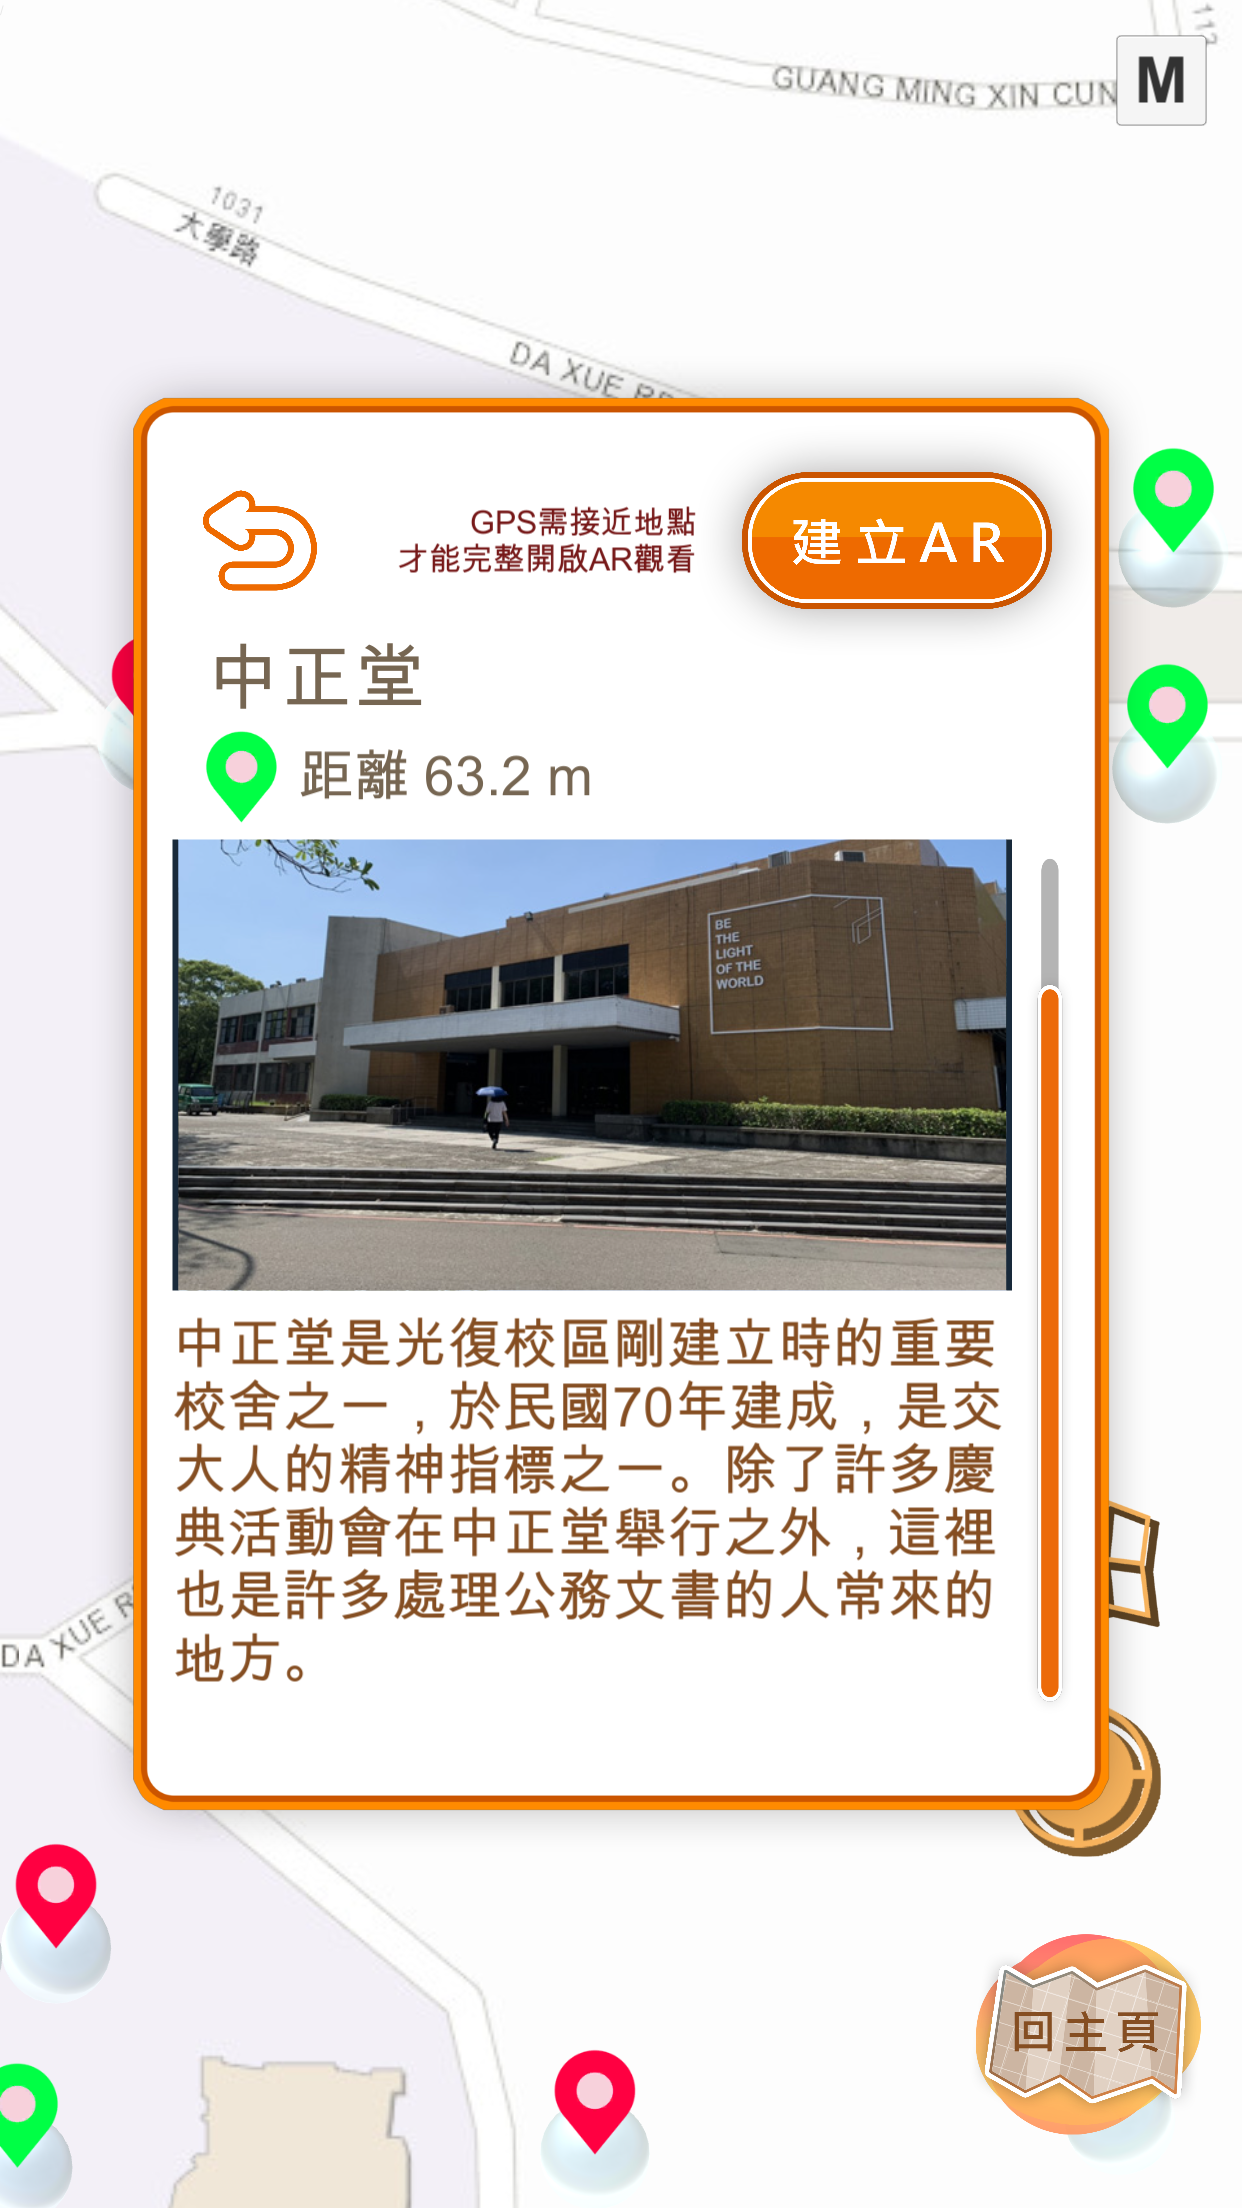 112
GUANG MING XIN CUN
M
1031
大學路
DA XUE
GPS需接近地點
才能完整開啟AR觀看
建立AR
中正堂
距離 63.2 m
BE
THE
LIGHT
OF THE
WORLD
中正堂是光復校區剛建立時的重要
校舍之一，於民國70年建成，是交
大人的精神指標之一。除了許多慶
典活動會在中正堂舉行之外，這裡
也是許多處理公務文書的人常來的
地方。
DA XUE R
回主頁